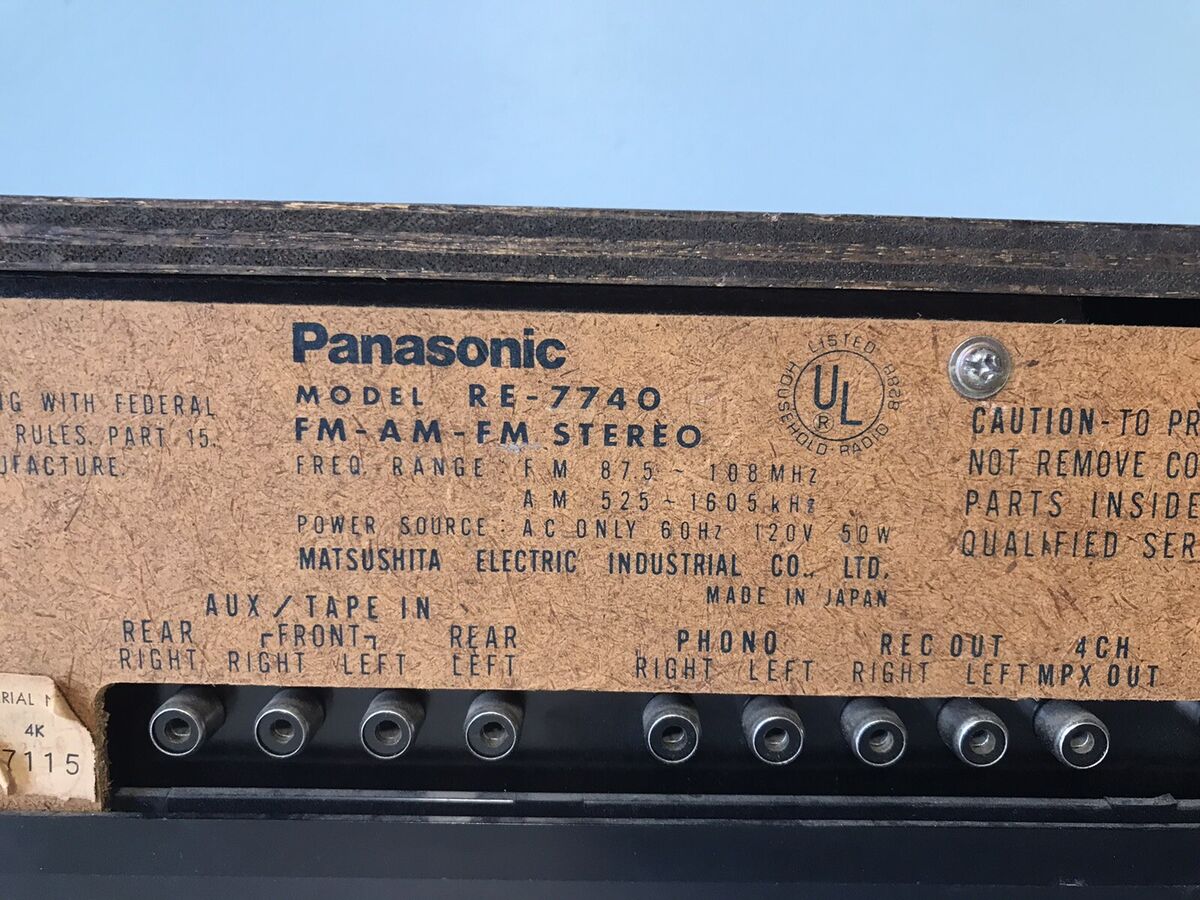 Panasonic
MODEL RE-7740
FM-AM-FM STEREO
FREQ. RANGE: FM 87.5 ~ 108 MHz
AM 525 ~ 1605 kHz
POWER SOURCE: AC ONLY 60Hz 120V 50W
MATSUSHITA ELECTRIC INDUSTRIAL CO., LTD.
MADE IN JAPAN
WITH FEDERAL
RULES, PART 15,
LISTED 882B
UL
®
HOUSEHOLD-RADIO
CAUTION-TO PR
NOT REMOVE CO
PARTS INSIDE
QUALIFIED SER
AUX/TAPE IN
REAR FRONT REAR
RIGHT RIGHT LEFT LEFT
PHONO REC OUT 4CH
RIGHT LEFT RIGHT LEFT MPX OUT
4K
7115